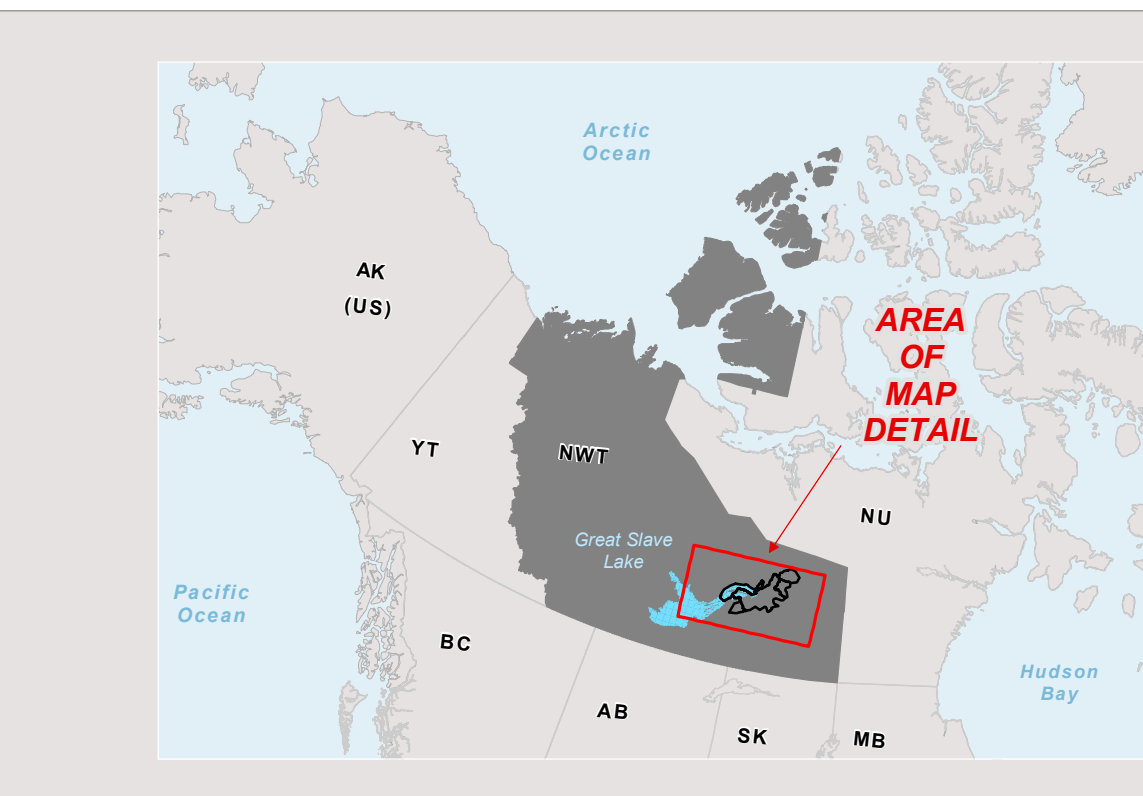 Arctic
Ocean
AK
(US)
AREA
OF
MAP
DETAIL
YT
NWT
NU
Great Slave
Lake
Pacific
Ocean
BC
Hudson
Bay
AB
SK
MB